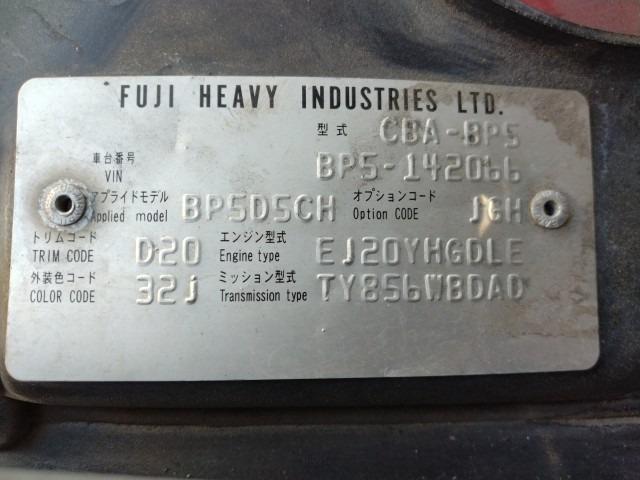 FUJI HEAVY INDUSTRIES LTD.
型式 CBA-BP5
車台番号
VIN BP5-142066
アプライドモデル BP5D5CH オプションコード JGH
Applied model Option CODE
トリムコード D20 エンジン型式 EJ20YHGDLE
TRIM CODE Engine type
外装色コード 32J ミッション型式 TY856WBDAD
COLOR CODE Transmission type